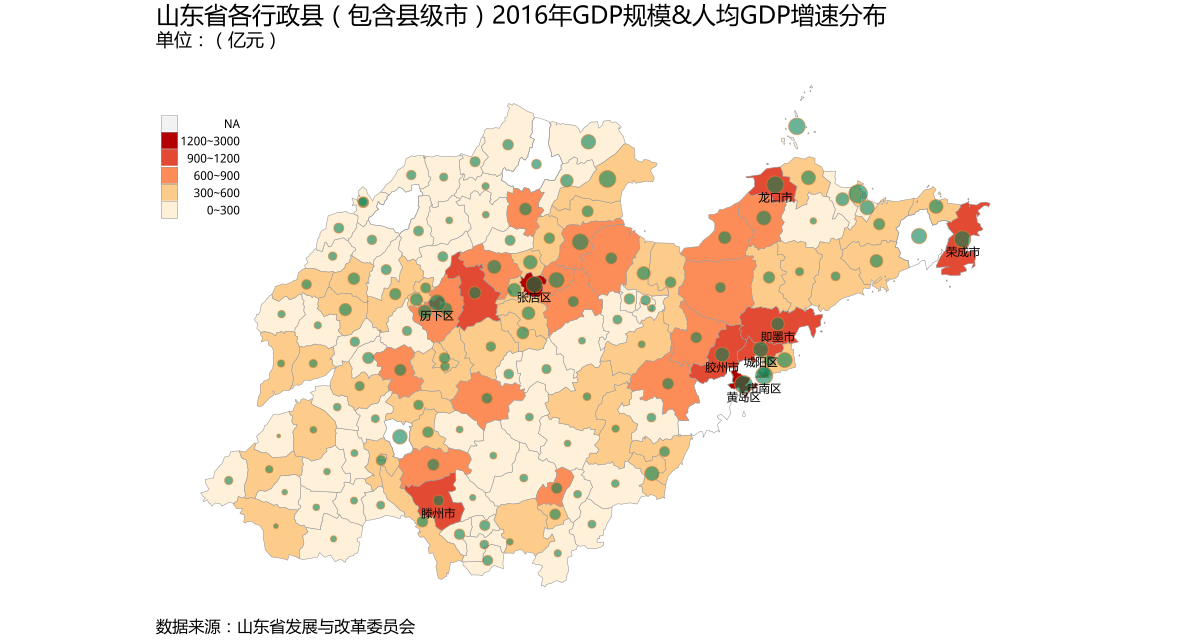 山东省各行政县（包含县级市）2016年GDP规模&人均GDP增速分布
单位：（亿元）
NA
1200~3000
900~1200
600~900
300~600
0~300
龙口市
荣成市
张店区
历下区
即墨市
城阳区
胶州市
市南区
黄岛区
滕州市
数据来源：山东省发展与改革委员会